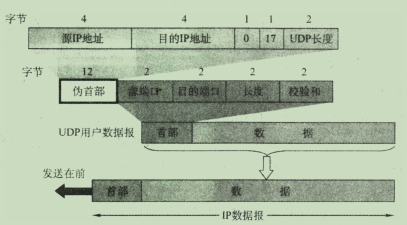 字节 4 4 1 1 2
源IP地址 目的IP地址 0 17 UDP长度
字节 12 2 2 2 2
伪首部 源端口 目的端口 长度 校验和
UDP用户数据报 首部 数 据
发送在前
首部 数 据
IP数据报